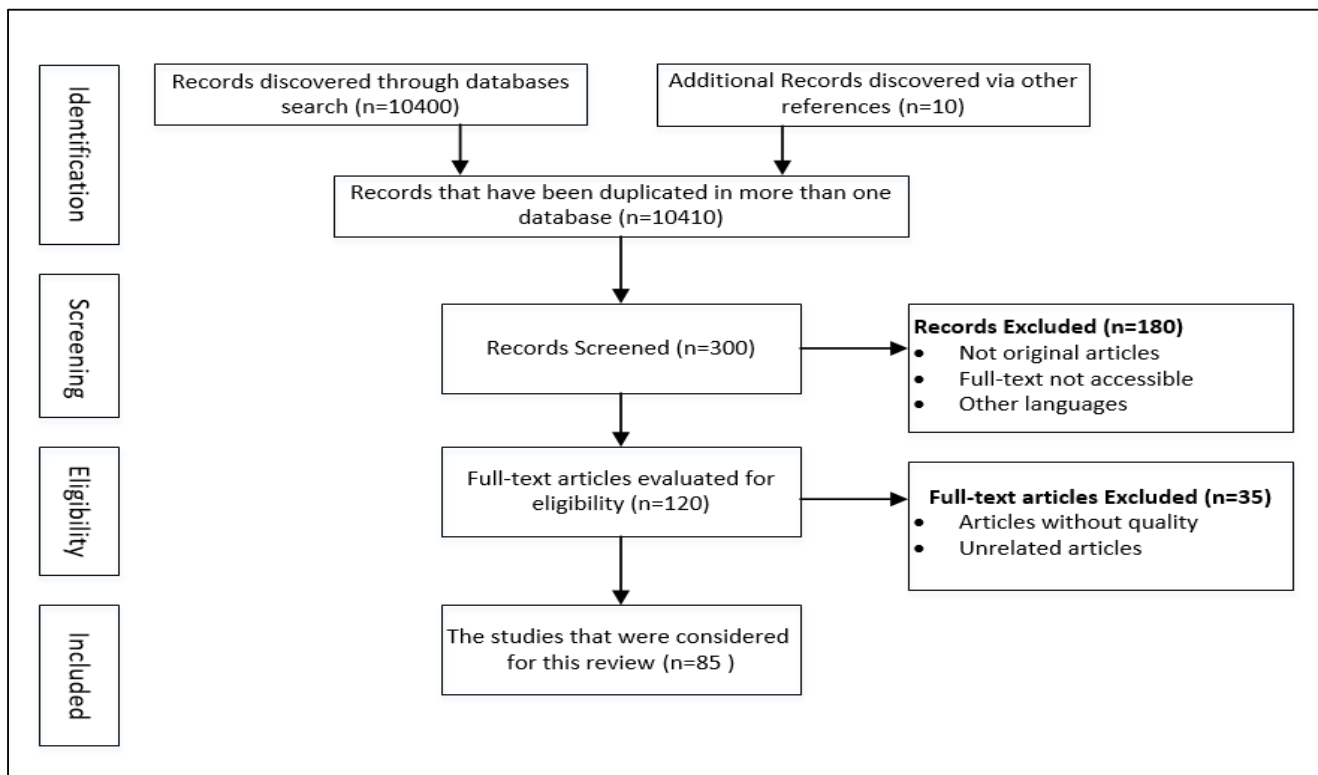 Identification
Records discovered through databases
search (n=10400)
Additional Records discovered via other
references (n=10)
Records that have been duplicated in more than one
database (n=10410)
Screening
Records Screened (n=300)
Records Excluded (n=180)
• Not original articles
• Full-text not accessible
• Other languages
Eligibility
Full-text articles evaluated for
eligibility (n=120)
Full-text articles Excluded (n=35)
• Articles without quality
• Unrelated articles
Included
The studies that were considered
for this review (n=85 )